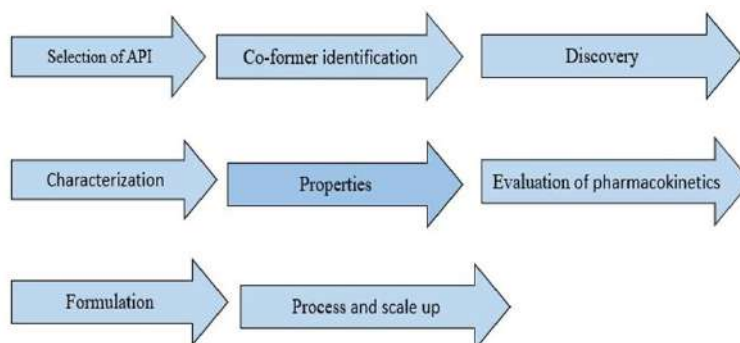 Selection of API
Co-former identification
Discovery
Characterization
Properties
Evaluation of pharmacokinetics
Formulation
Process and scale up